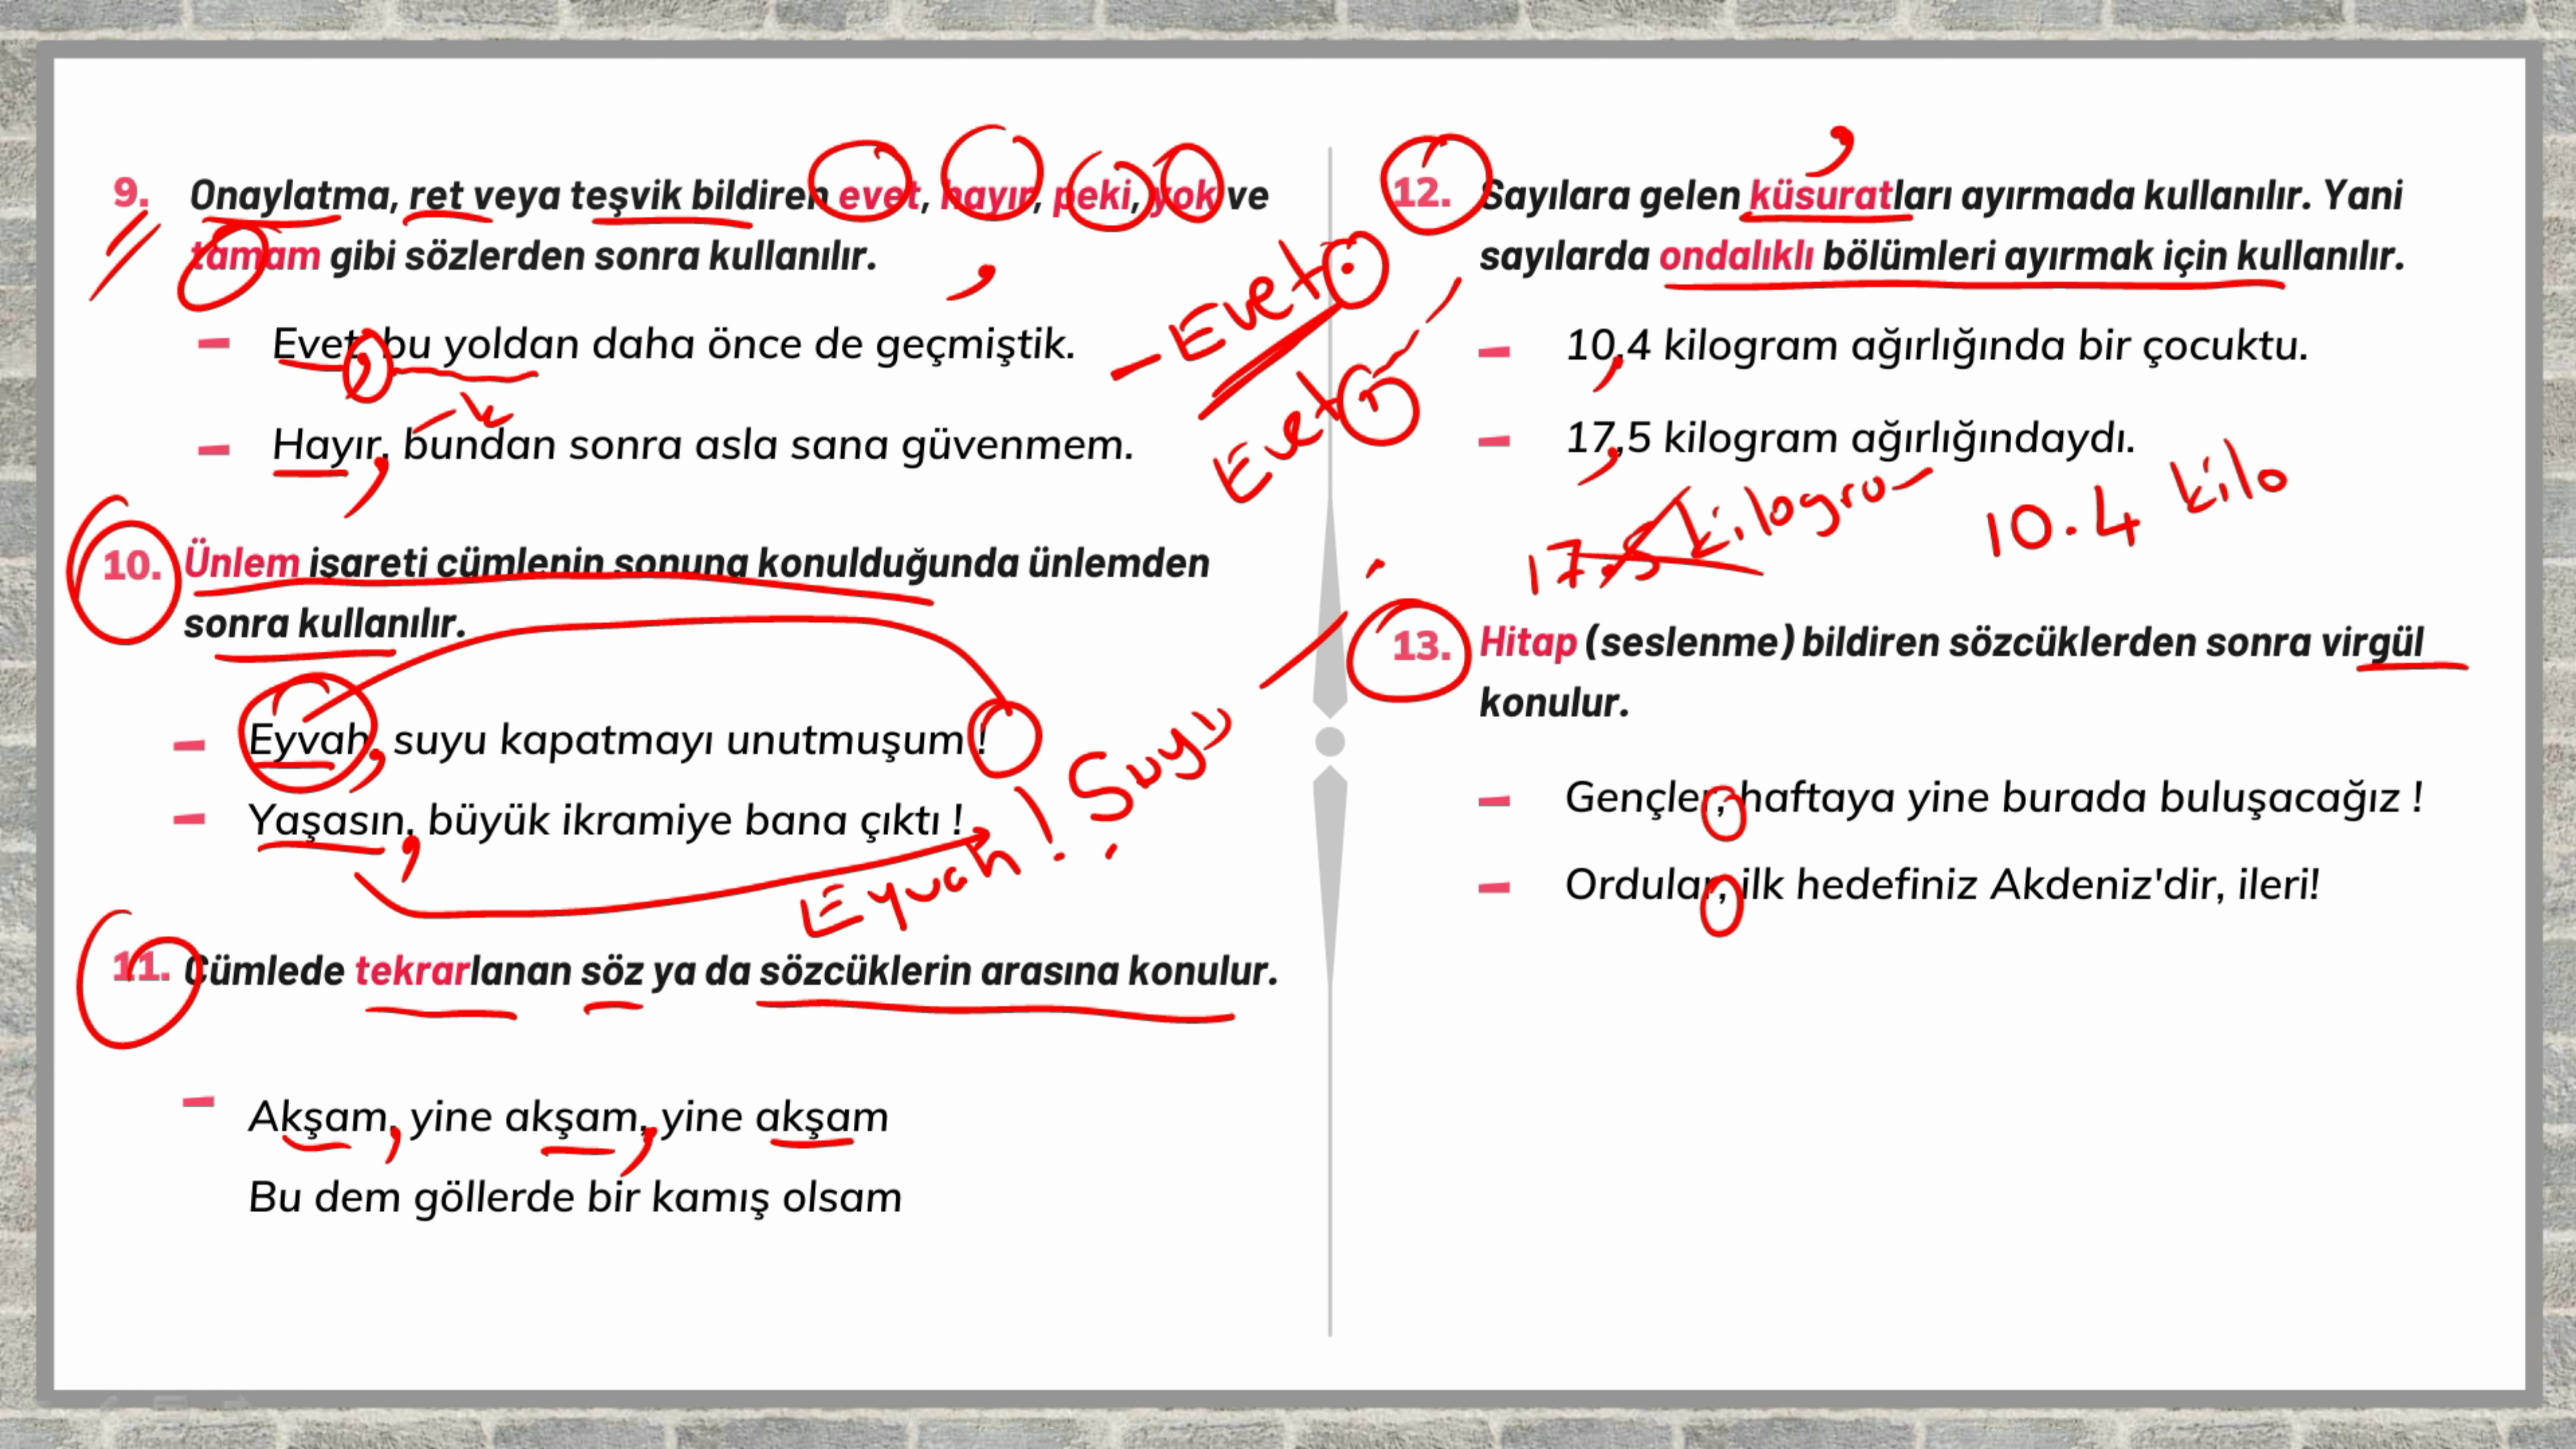 9. Onaylatma, ret veya teşvik bildiren evet, hayır, peki, yok ve
tamam gibi sözlerden sonra kullanılır.
- Evet, bu yoldan daha önce de geçmiştik.
- Hayır, bundan sonra asla sana güvenmem.
- Evet.
Evet,
10. Ünlem işareti cümlenin sonuna konulduğunda ünlemden
sonra kullanılır.
- Eyvah, suyu kapatmayı unutmuşum !
- Yaşasın, büyük ikramiye bana çıktı !
Eyvah! Suyu
11. Cümlede tekrarlanan söz ya da sözcüklerin arasına konulur.
- Akşam, yine akşam, yine akşam
Bu dem göllerde bir kamış olsam
12. Sayılara gelen küsuratları ayırmada kullanılır. Yani
sayılarda ondalıklı bölümleri ayırmak için kullanılır.
- 10,4 kilogram ağırlığında bir çocuktu.
- 17,5 kilogram ağırlığındaydı.
17.5 kilogra
10.4 kilo
13. Hitap (seslenme) bildiren sözcüklerden sonra virgül
konulur.
- Gençler, haftaya yine burada buluşacağız !
- Ordular, ilk hedefiniz Akdeniz'dir, ileri!